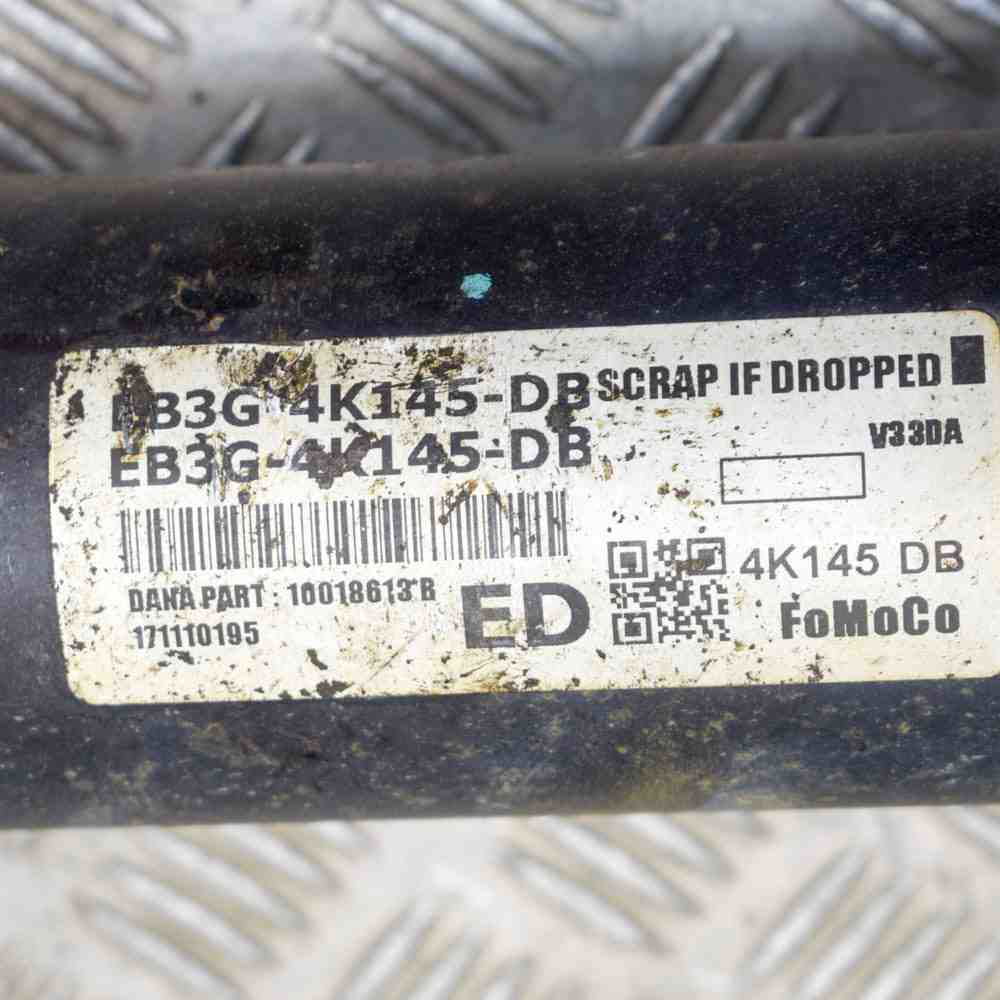 EB3G-4K145-DB SCRAP IF DROPPED
EB3G-4K145-DB V33DA
DANA PART : 10018613 B
171110195
ED
4K145 DB
FoMoCo